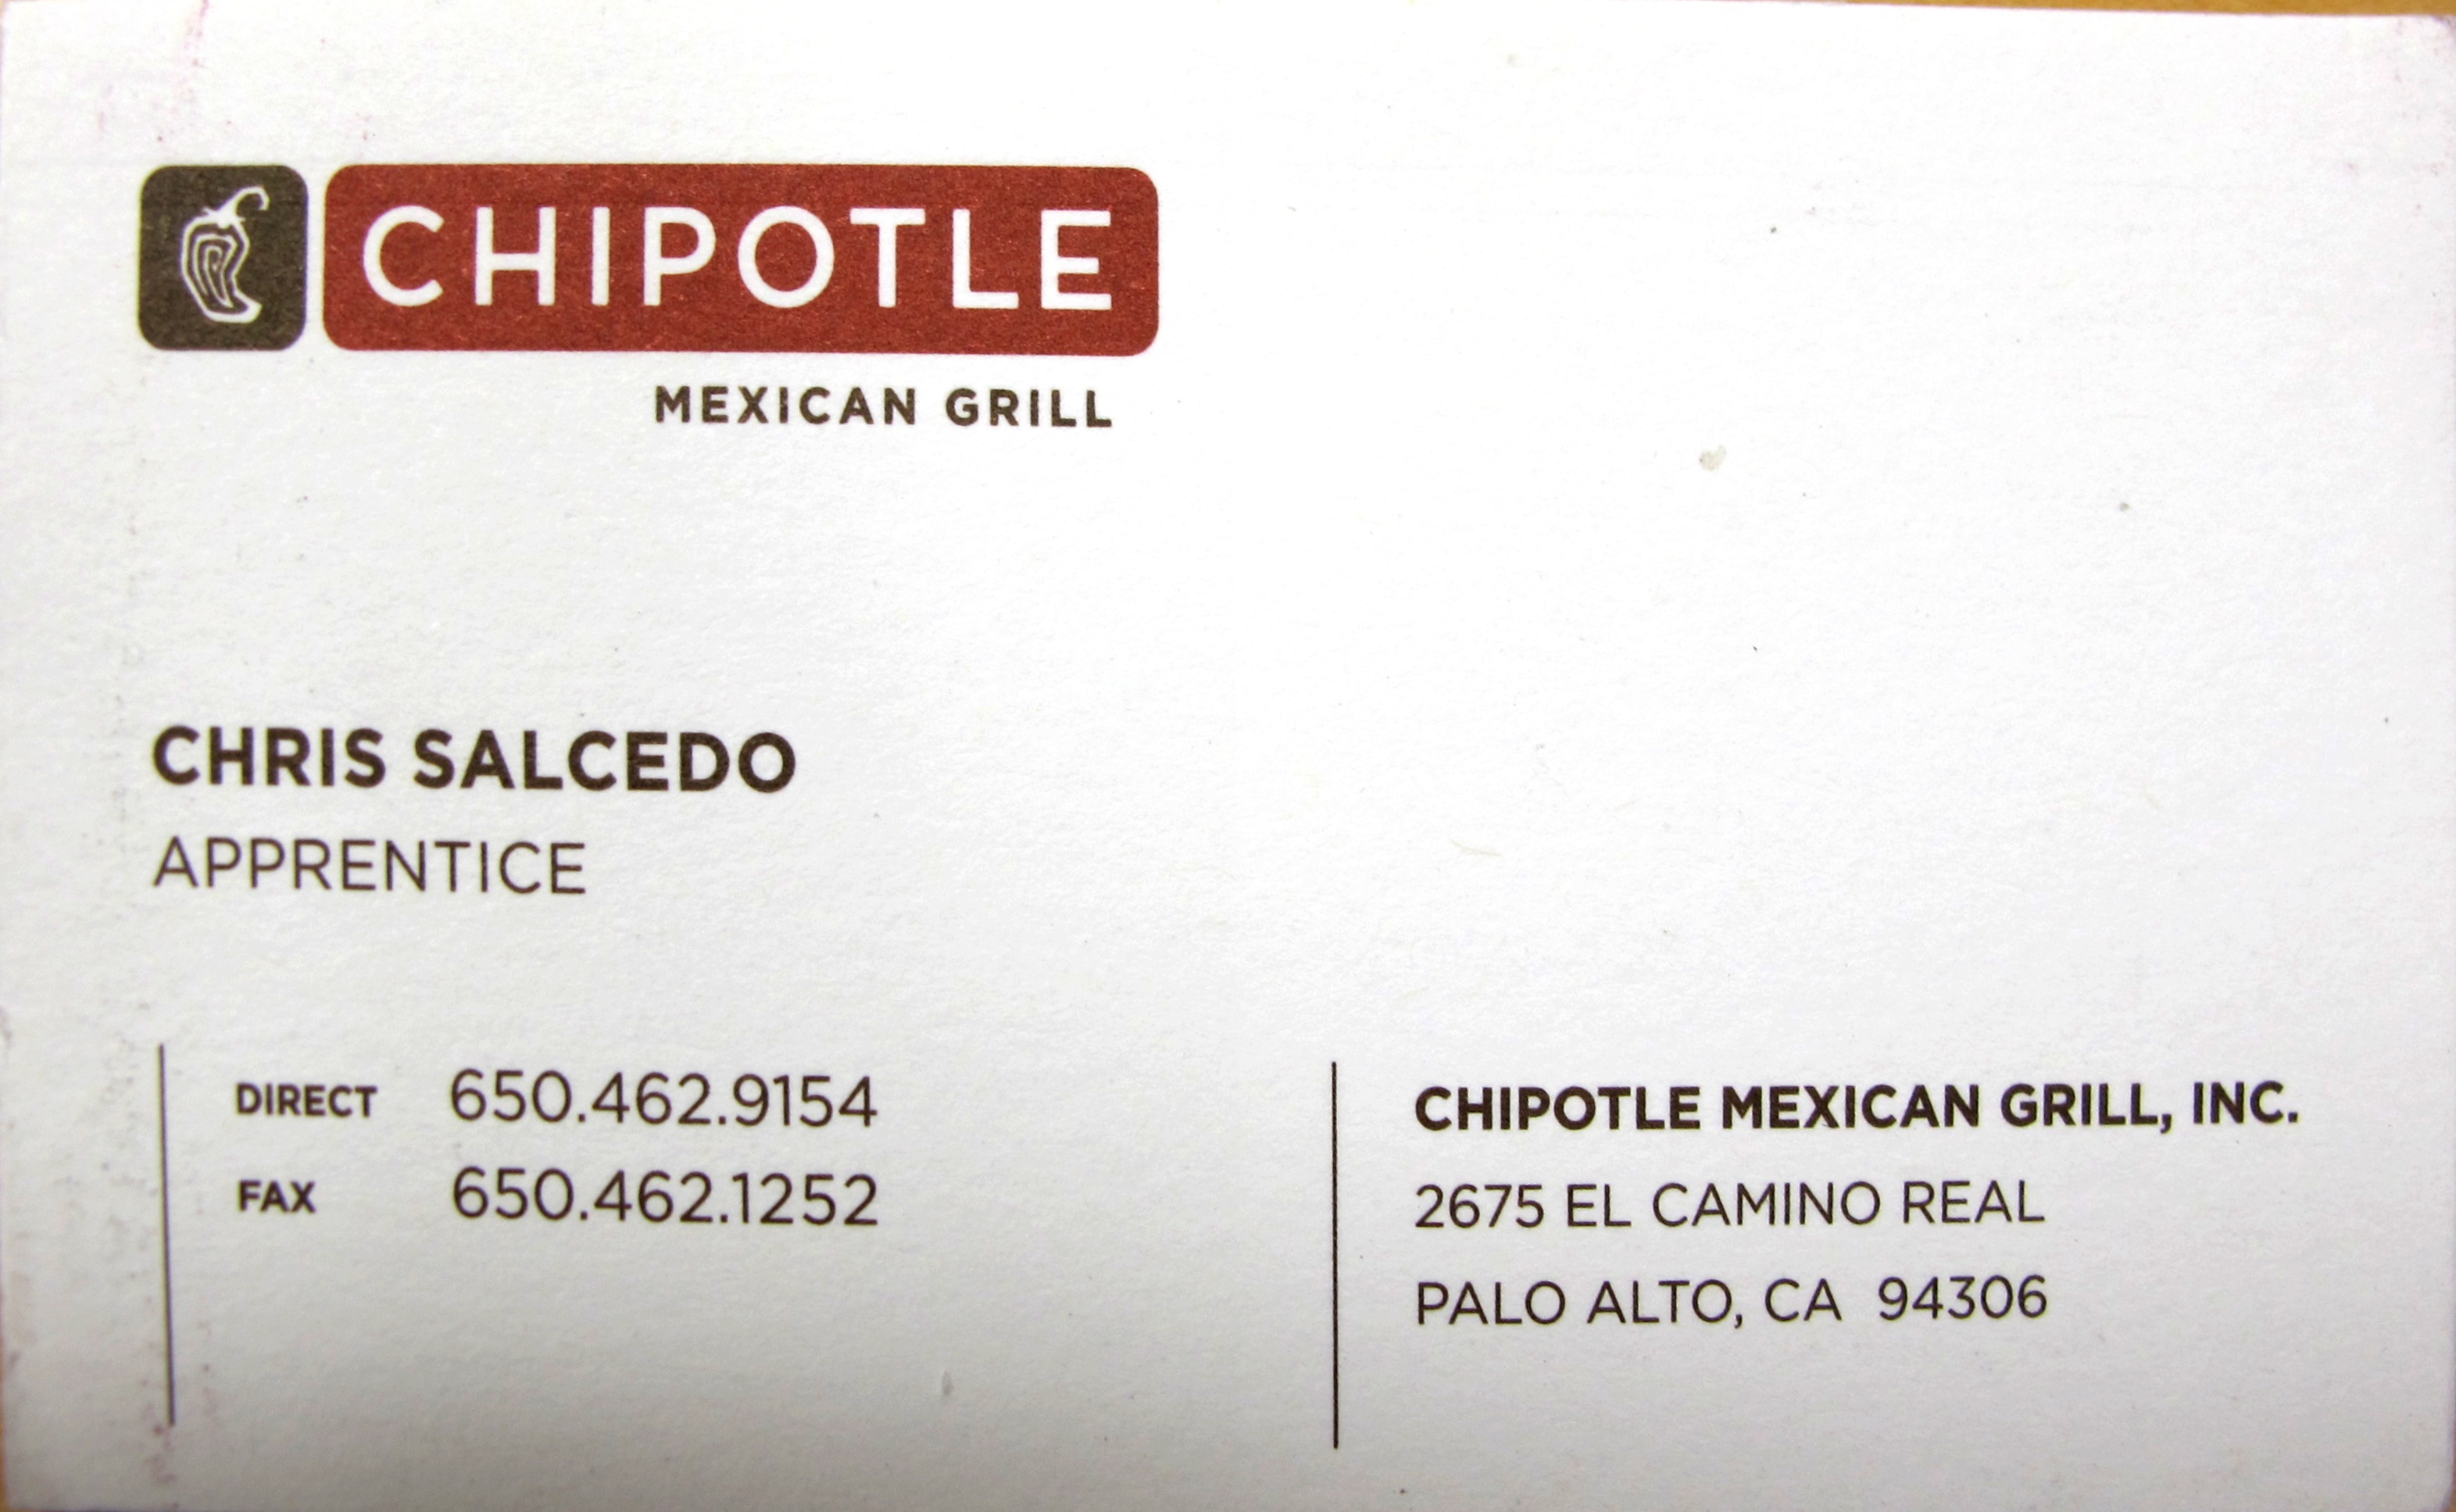 CHIPOTLE
MEXICAN GRILL
CHRIS SALCEDO
APPRENTICE
DIRECT 650.462.9154
FAX 650.462.1252
CHIPOTLE MEXICAN GRILL, INC.
2675 EL CAMINO REAL
PALO ALTO, CA 94306